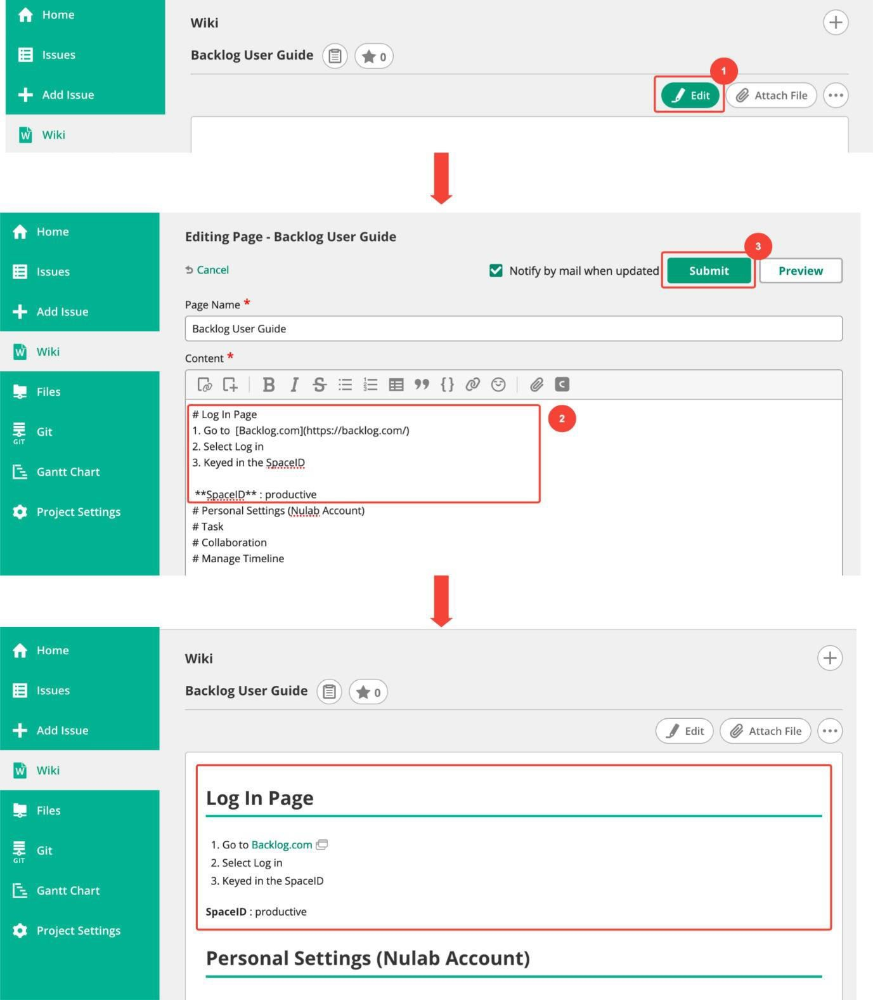 Home
Issues
Add Issue
Wiki
Wiki
Backlog User Guide
0
1
Edit
Attach File
Home
Issues
Add Issue
Wiki
Files
Git
GIT
Gantt Chart
Project Settings
Editing Page - Backlog User Guide
Cancel
Notify by mail when updated
Submit
3
Preview
Page Name *
Backlog User Guide
Content *
# Log In Page
1. Go to  [Backlog.com](https://backlog.com/)
2. Select Log in
3. Keyed in the SpaceID
**SpaceID** : productive
2
# Personal Settings (Nulab Account)
# Task
# Collaboration
# Manage Timeline
Home
Issues
Add Issue
Wiki
Files
Git
GIT
Gantt Chart
Project Settings
Wiki
Backlog User Guide
0
Edit
Attach File
Log In Page
1. Go to Backlog.com
2. Select Log in
3. Keyed in the SpaceID
SpaceID : productive
Personal Settings (Nulab Account)